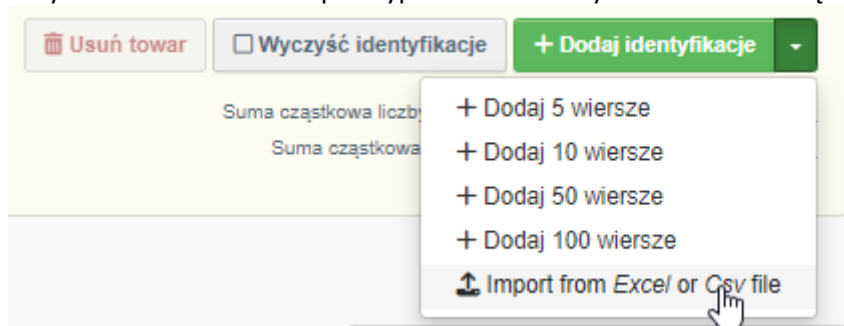 Usuń towar Wyczyść identyfikacje + Dodaj identyfikacje
Suma cząstkowa liczby
Suma cząstkowa
+ Dodaj 5 wiersze
+ Dodaj 10 wiersze
+ Dodaj 50 wiersze
+ Dodaj 100 wiersze
Import from Excel or Csv file